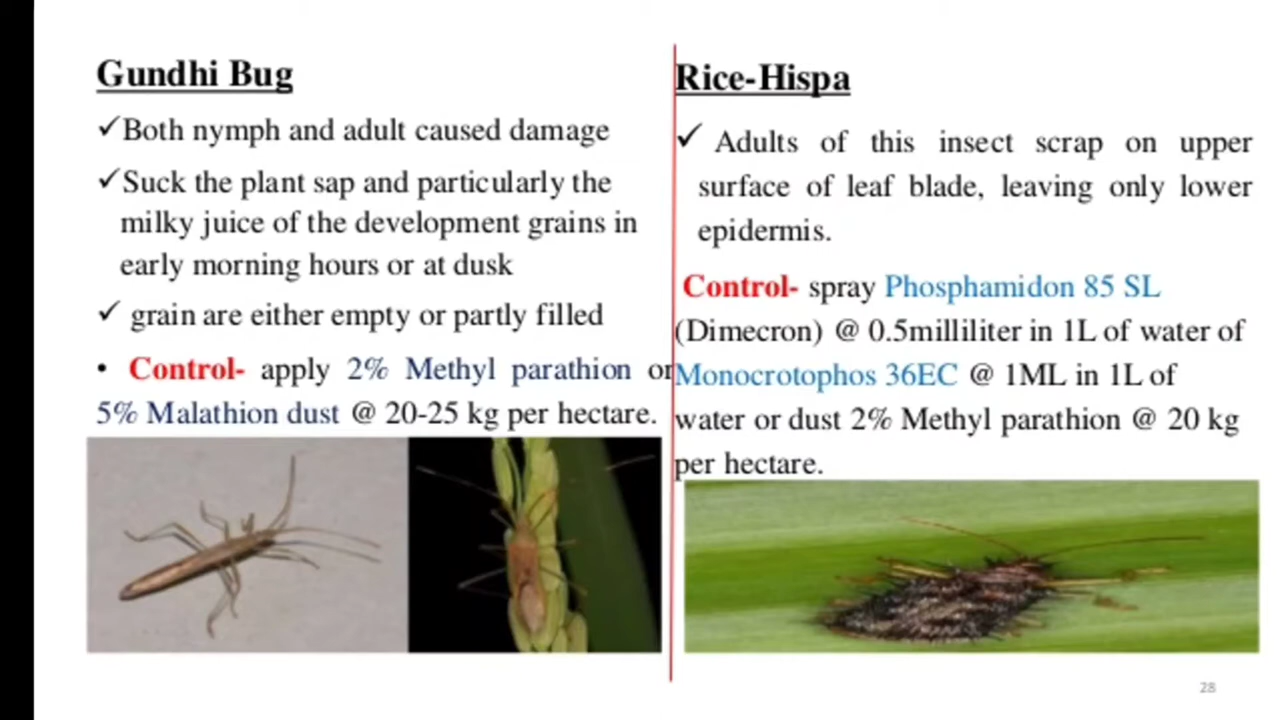 Gundhi Bug
✓Both nymph and adult caused damage
✓Suck the plant sap and particularly the
milky juice of the development grains in
early morning hours or at dusk
✓ grain are either empty or partly filled
• Control- apply 2% Methyl parathion or
5% Malathion dust @ 20-25 kg per hectare.
Rice-Hispa
✓ Adults of this insect scrap on upper
surface of leaf blade, leaving only lower
epidermis.
Control- spray Phosphamidon 85 SL
(Dimecron) @ 0.5milliliter in 1L of water of
Monocrotophos 36EC @ 1ML in 1L of
water or dust 2% Methyl parathion @ 20 kg
per hectare.
28